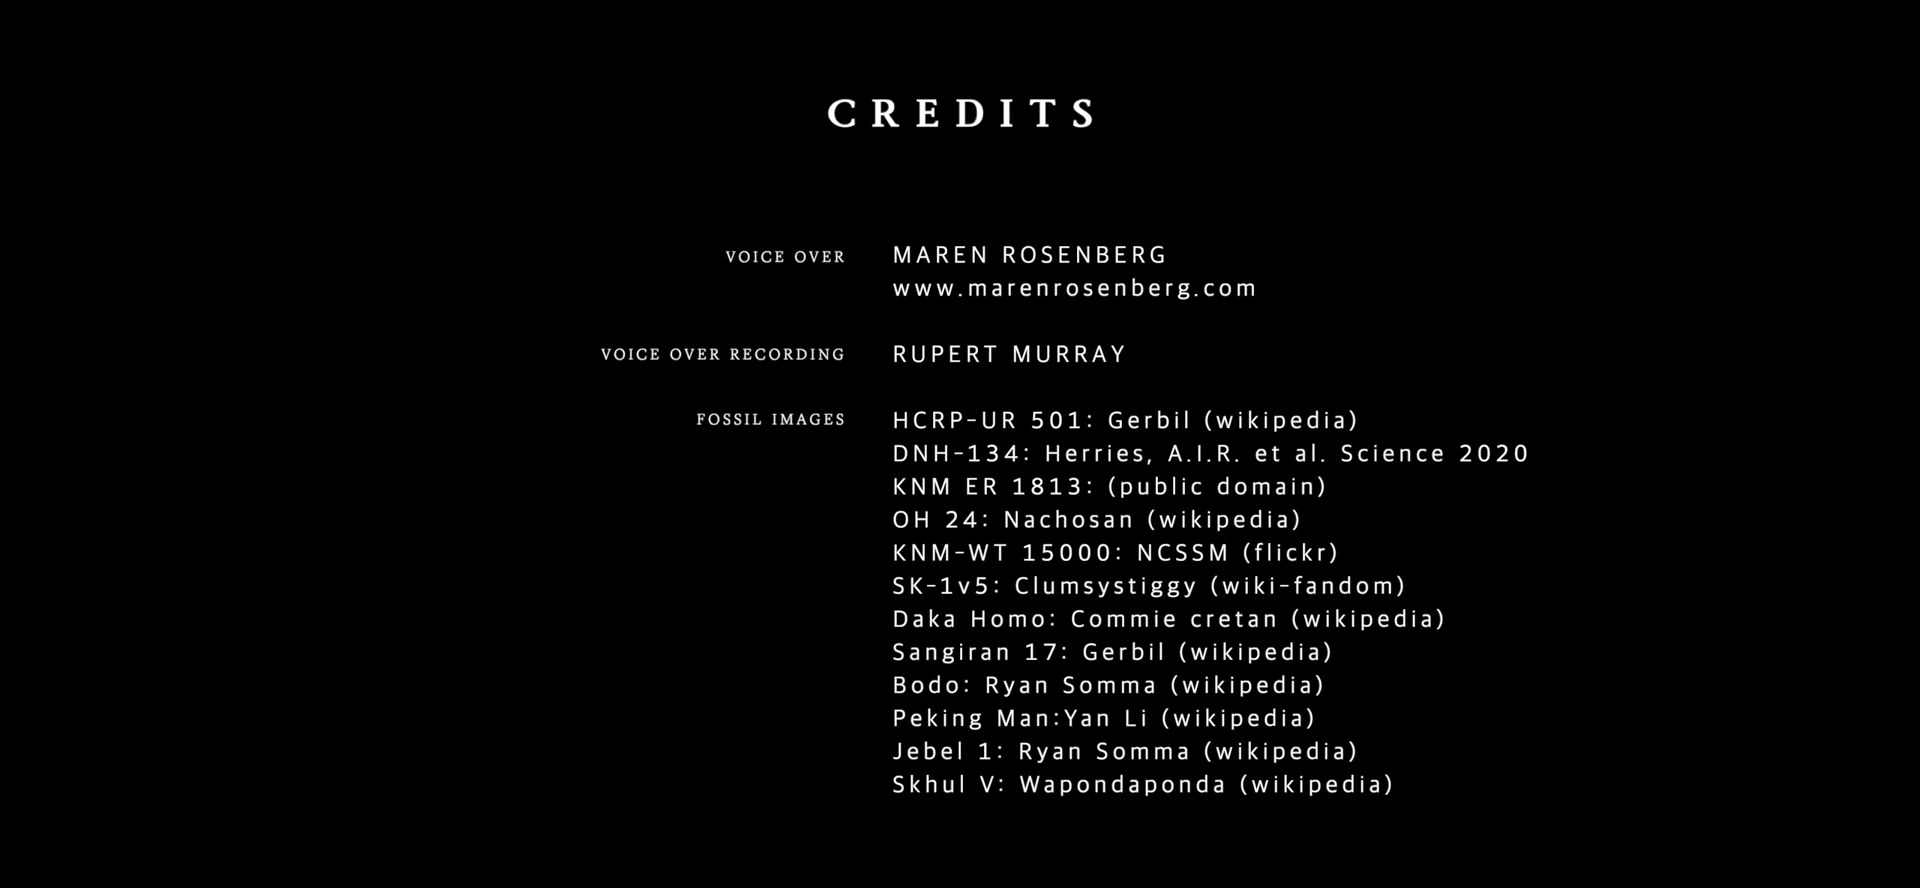 CREDITS
VOICE OVER MAREN ROSENBERG
www.marenrosenberg.com
VOICE OVER RECORDING RUPERT MURRAY
FOSSIL IMAGES HCRP-UR 501: Gerbil (wikipedia)
DNH-134: Herries, A.I.R. et al. Science 2020
KNM ER 1813: (public domain)
OH 24: Nachosan (wikipedia)
KNM-WT 15000: NCSSM (flickr)
SK-1v5: Clumsystiggy (wiki-fandom)
Daka Homo: Commie cretan (wikipedia)
Sangiran 17: Gerbil (wikipedia)
Bodo: Ryan Somma (wikipedia)
Peking Man:Yan Li (wikipedia)
Jebel 1: Ryan Somma (wikipedia)
Skhul V: Wapondaponda (wikipedia)